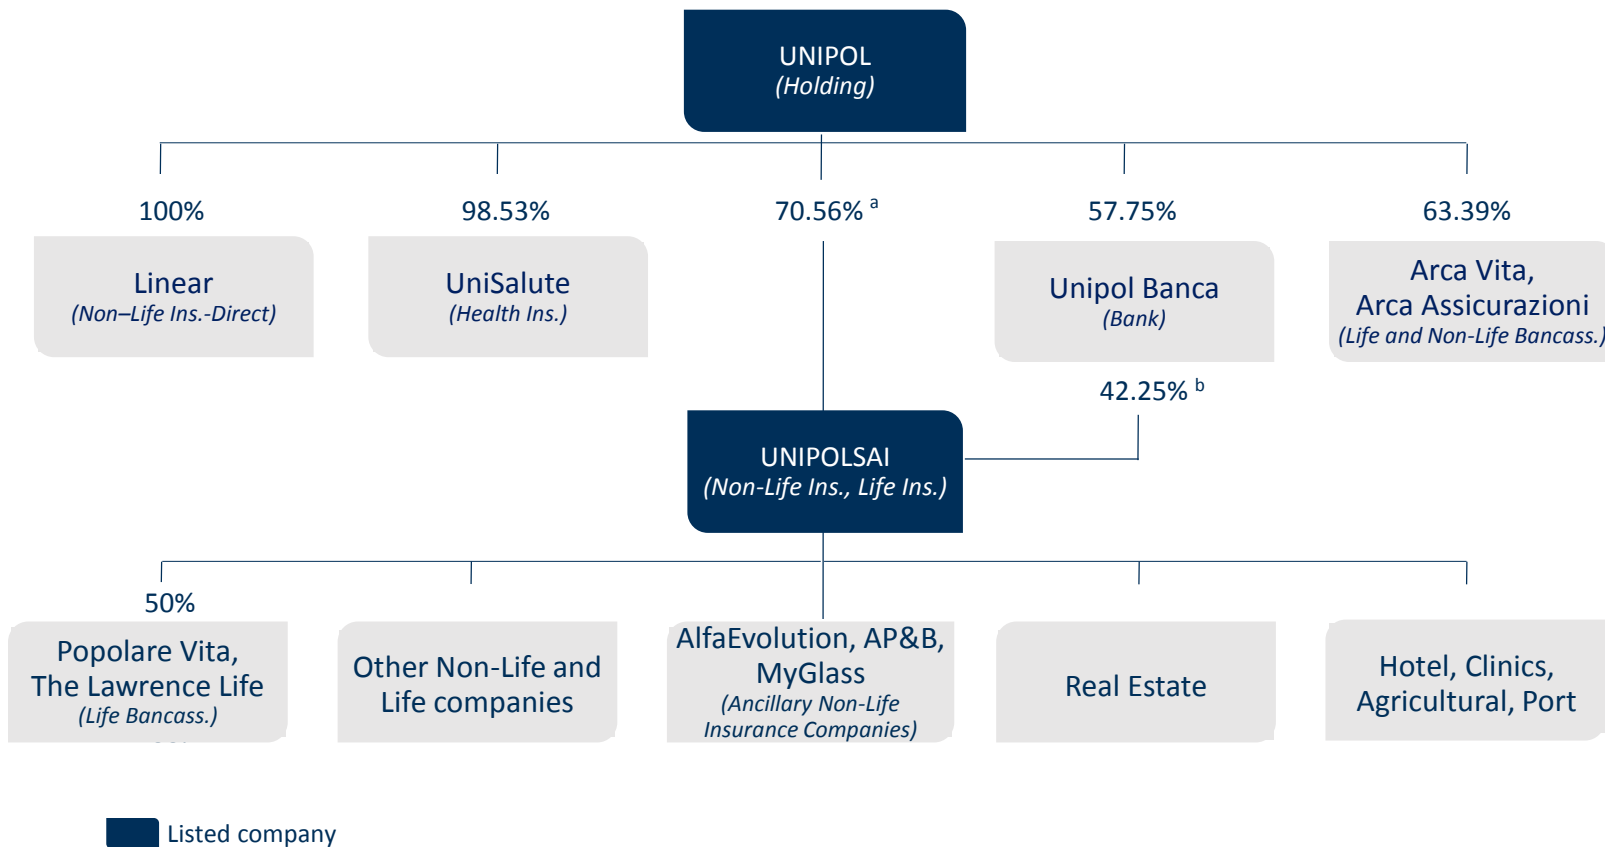 UNIPOL
(Holding)
100%
98.53%
70.56% a
57.75%
63.39%
Linear
(Non–Life Ins.-Direct)
UniSalute
(Health Ins.)
Unipol Banca
(Bank)
Arca Vita,
Arca Assicurazioni
(Life and Non-Life Bancass.)
42.25% b
UNIPOLSAI
(Non-Life Ins., Life Ins.)
50%
Popolare Vita,
The Lawrence Life
(Life Bancass.)
Other Non-Life and
Life companies
AlfaEvolution, AP&B,
MyGlass
(Ancillary Non-Life
Insurance Companies)
Real Estate
Hotel, Clinics,
Agricultural, Port
Listed company